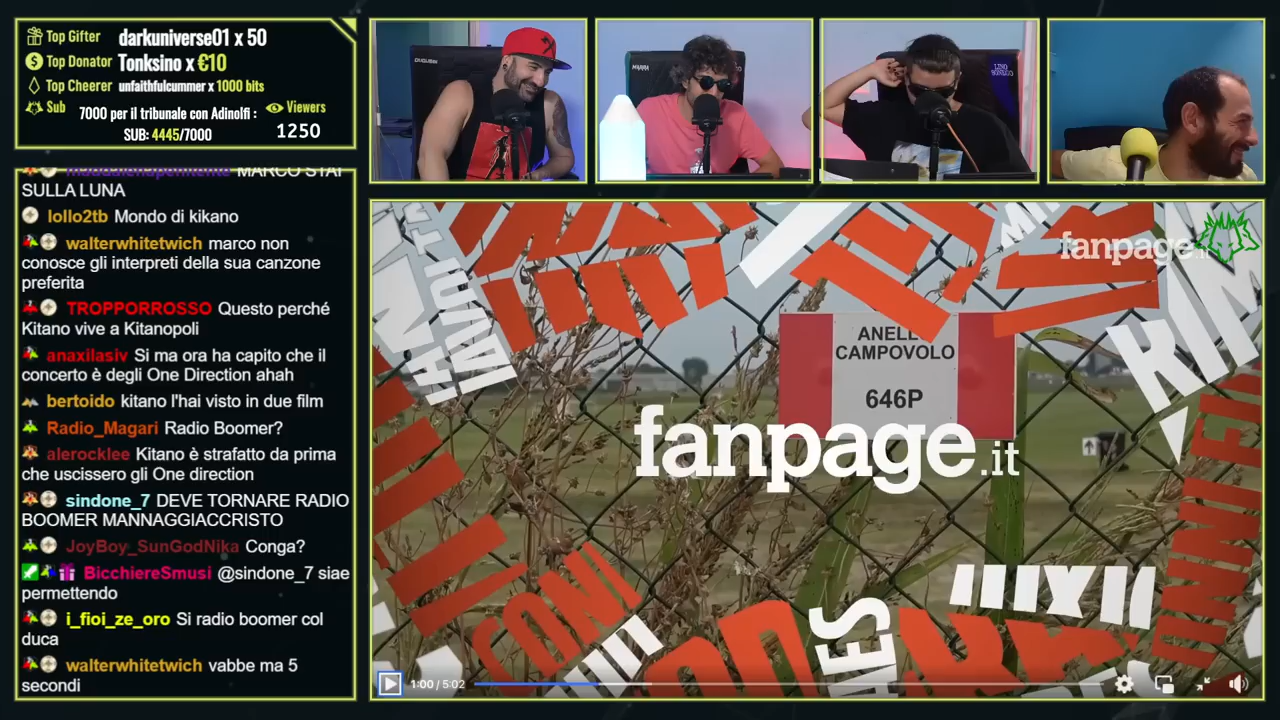 Top Gifter darkuniverse01 x 50
Top Donator Tonksino x €10
Top Cheerer unfaithfulcummer x 1000 bits
Sub 7000 per il tribunale con Adinolfi :
SUB: 4445/7000
Viewers
1250
MARCO STAI
SULLA LUNA
lollo2tb Mondo di kikano
walterwhitetwich marco non
conosce gli interpreti della sua canzone
preferita
TROPPORROSSO Questo perché
Kitano vive a Kitanopoli
anaxilasiv Si ma ora ha capito che il
concerto è degli One Direction ahah
bertoido kitano l'hai visto in due film
Radio_Magari Radio Boomer?
alerocklee Kitano è strafatto da prima
che uscissero gli One direction
sindone_7 DEVE TORNARE RADIO
BOOMER MANNAGGIACCRISTO
JoyBoy_SunGodNika Conga?
BicchiereSmusi @sindone_7 siae
permettendo
i_fioi_ze_oro Si radio boomer col
duca
walterwhitetwich vabbe ma 5
secondi
fanpage.it
ANELLO
CAMPOVOLO
646P
fanpage.it
1:00 / 5:02